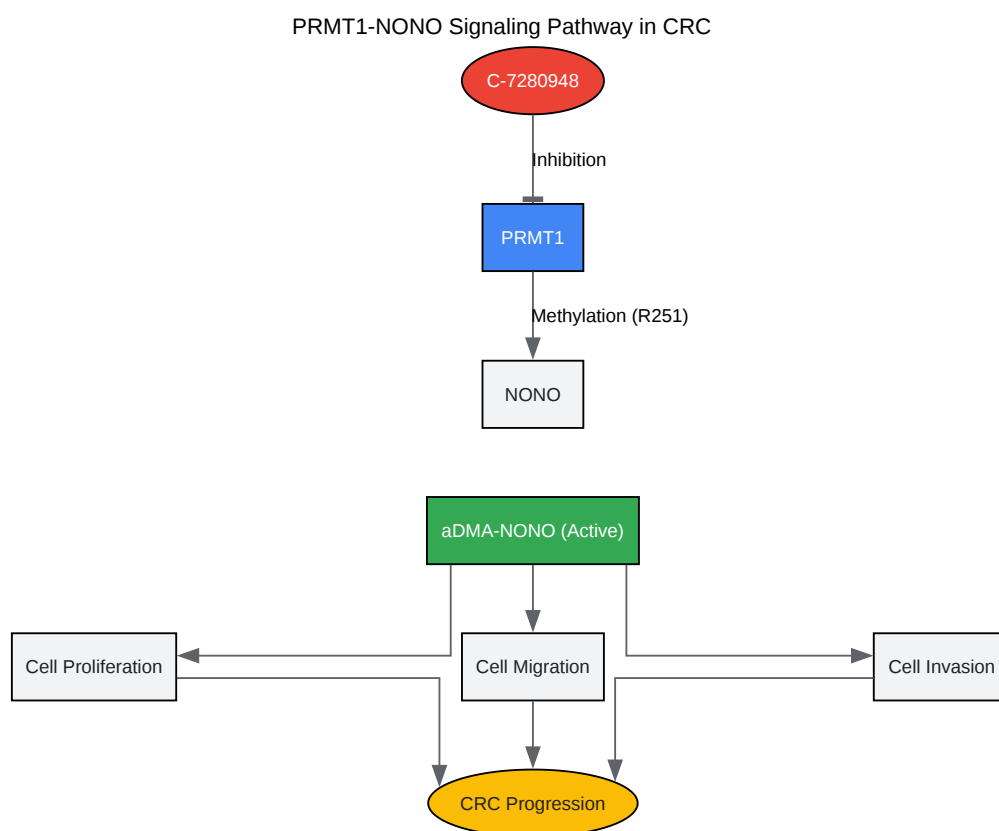 PRMT1-NONO Signaling Pathway in CRC
C-7280948
Inhibition
PRMT1
Methylation (R251)
NONO
aDMA-NONO (Active)
Cell Proliferation
Cell Migration
Cell Invasion
CRC Progression